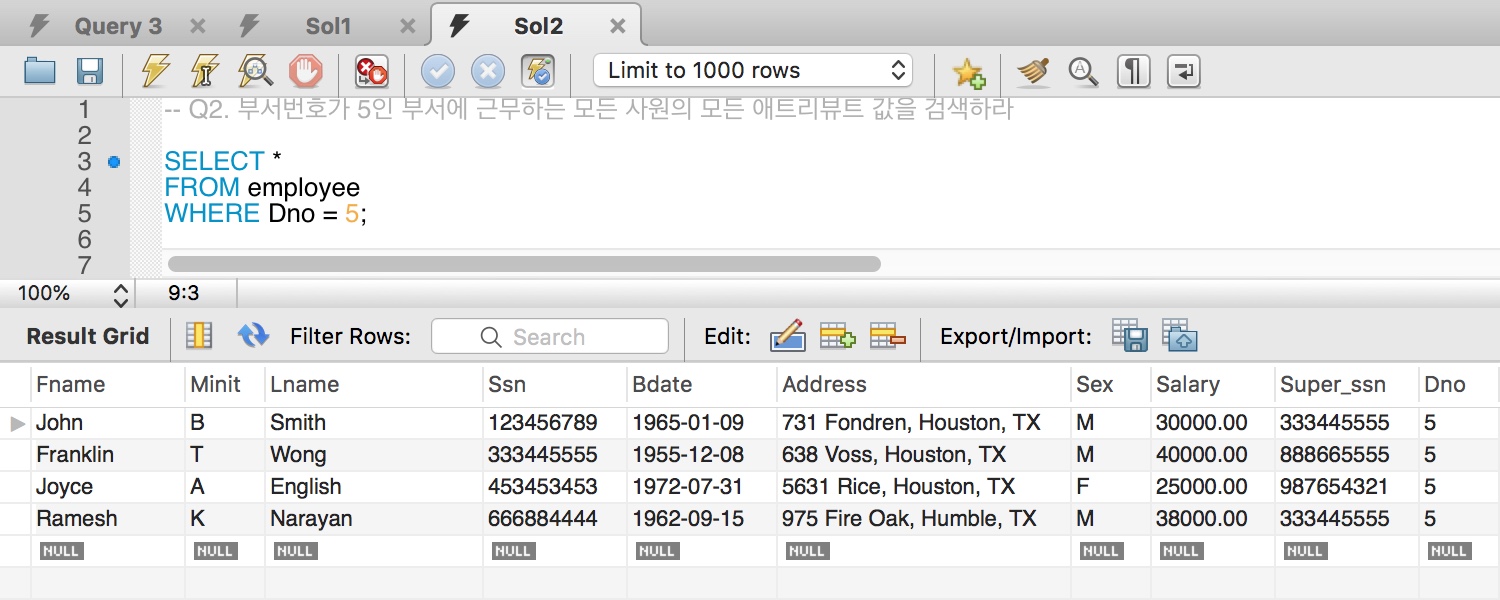 Query 3 Sol1 Sol2
Limit to 1000 rows
1 -- Q2. 부서번호가 5인 부서에 근무하는 모든 사원의 모든 애트리뷰트 값을 검색하라
2
3 SELECT *
4 FROM employee
5 WHERE Dno = 5;
6
7
100% 9:3
Result Grid Filter Rows: Search Edit: Export/Import:
Fname Minit Lname Ssn Bdate Address Sex Salary Super_ssn Dno
John B Smith 123456789 1965-01-09 731 Fondren, Houston, TX M 30000.00 333445555 5
Franklin T Wong 333445555 1955-12-08 638 Voss, Houston, TX M 40000.00 888665555 5
Joyce A English 453453453 1972-07-31 5631 Rice, Houston, TX F 25000.00 987654321 5
Ramesh K Narayan 666884444 1962-09-15 975 Fire Oak, Humble, TX M 38000.00 333445555 5
NULL NULL NULL NULL NULL NULL NULL NULL NULL NULL